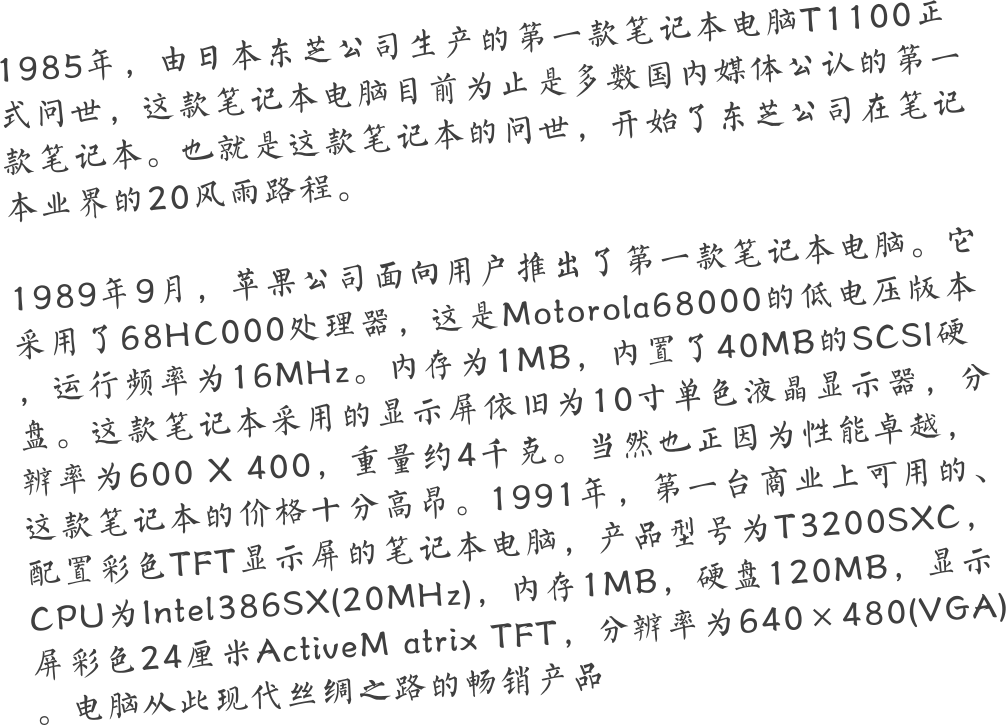 1985年，由日本东芝公司生产的第一款笔记本电脑T1100正
式问世，这款笔记本电脑目前为止是多数国内媒体公认的第一
款笔记本。也就是这款笔记本的问世，开始了东芝公司在笔记
本业界的20风雨路程。
1989年9月，苹果公司面向用户推出了第一款笔记本电脑。它
采用了68HC000处理器，这是Motorola68000的低电压版本
，运行频率为16MHz。内存为1MB，内置了40MB的SCSI硬
盘。这款笔记本采用的显示屏依旧为10寸单色液晶显示器，分
辨率为600 X 400，重量约4千克。当然也正因为性能卓越，
这款笔记本的价格十分高昂。1991年，第一台商业上可用的、
配置彩色TFT显示屏的笔记本电脑，产品型号为T3200SXC，
CPU为Intel386SX(20MHz)，内存1MB，硬盘120MB，显示
屏彩色24厘米ActiveM atrix TFT，分辨率为640×480(VGA)
。电脑从此现代丝绸之路的畅销产品